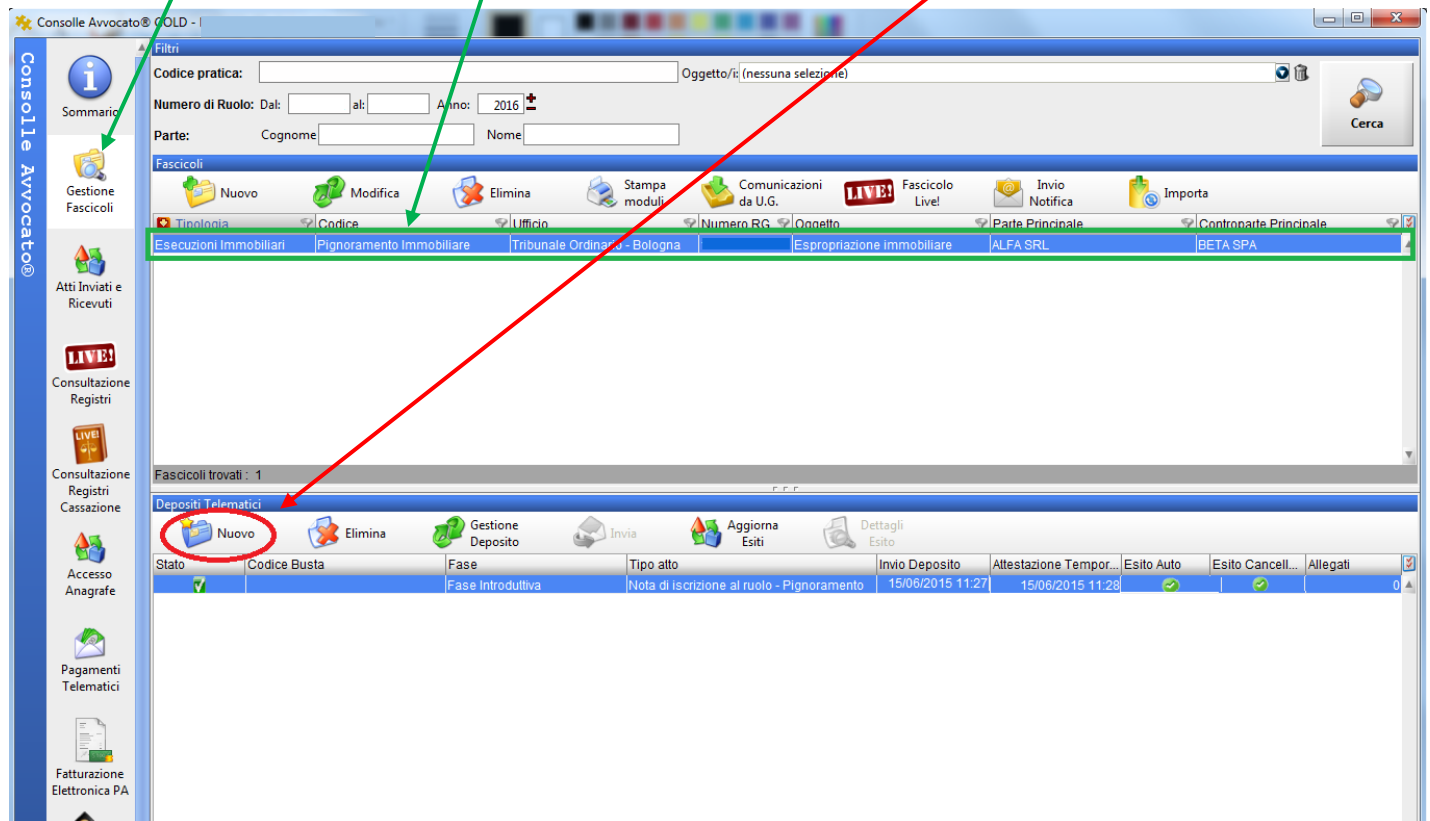 Consolle Avvocato® GOLD -
Consolle Avvocato®
Sommario
Gestione
Fascicoli
Atti Inviati e
Ricevuti
LIVE!
Consultazione
Registri
LIVE!
Consultazione
Registri
Cassazione
Accesso
Anagrafe
Pagamenti
Telematici
Fatturazione
Elettronica PA
Filtri
Codice pratica: Oggetto/i: (nessuna selezione)
Numero di Ruolo: Dal: al: Anno: 2016
Parte: Cognome Nome
Cerca
Fascicoli
Nuovo Modifica Elimina Stampa moduli Comunicazioni da U.G. LIVE! Fascicolo Live! Invio Notifica Importa
Tipologia Codice Ufficio Numero RG Oggetto Parte Principale Controparte Principale
Esecuzioni Immobiliari Pignoramento Immobiliare Tribunale Ordinario - Bologna Espropriazione immobiliare ALFA SRL BETA SPA
Fascicoli trovati : 1
Depositi Telematici
Nuovo Elimina Gestione Deposito Invia Aggiorna Esiti Dettagli Esito
Stato Codice Busta Fase Tipo atto Invio Deposito Attestazione Tempor... Esito Auto Esito Cancell... Allegati
Fase Introduttiva Nota di iscrizione al ruolo - Pignoramento 15/06/2015 11:27 15/06/2015 11:28 0